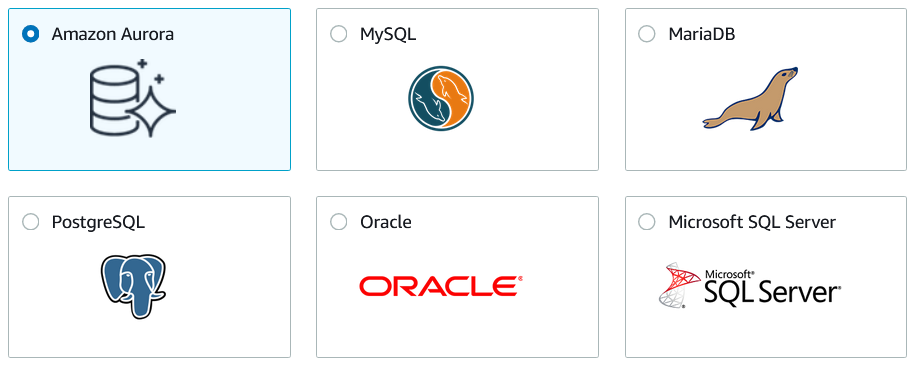 Amazon Aurora
MySQL
MariaDB
PostgreSQL
Oracle
Microsoft SQL Server
ORACLE®
Microsoft®
SQL Server®